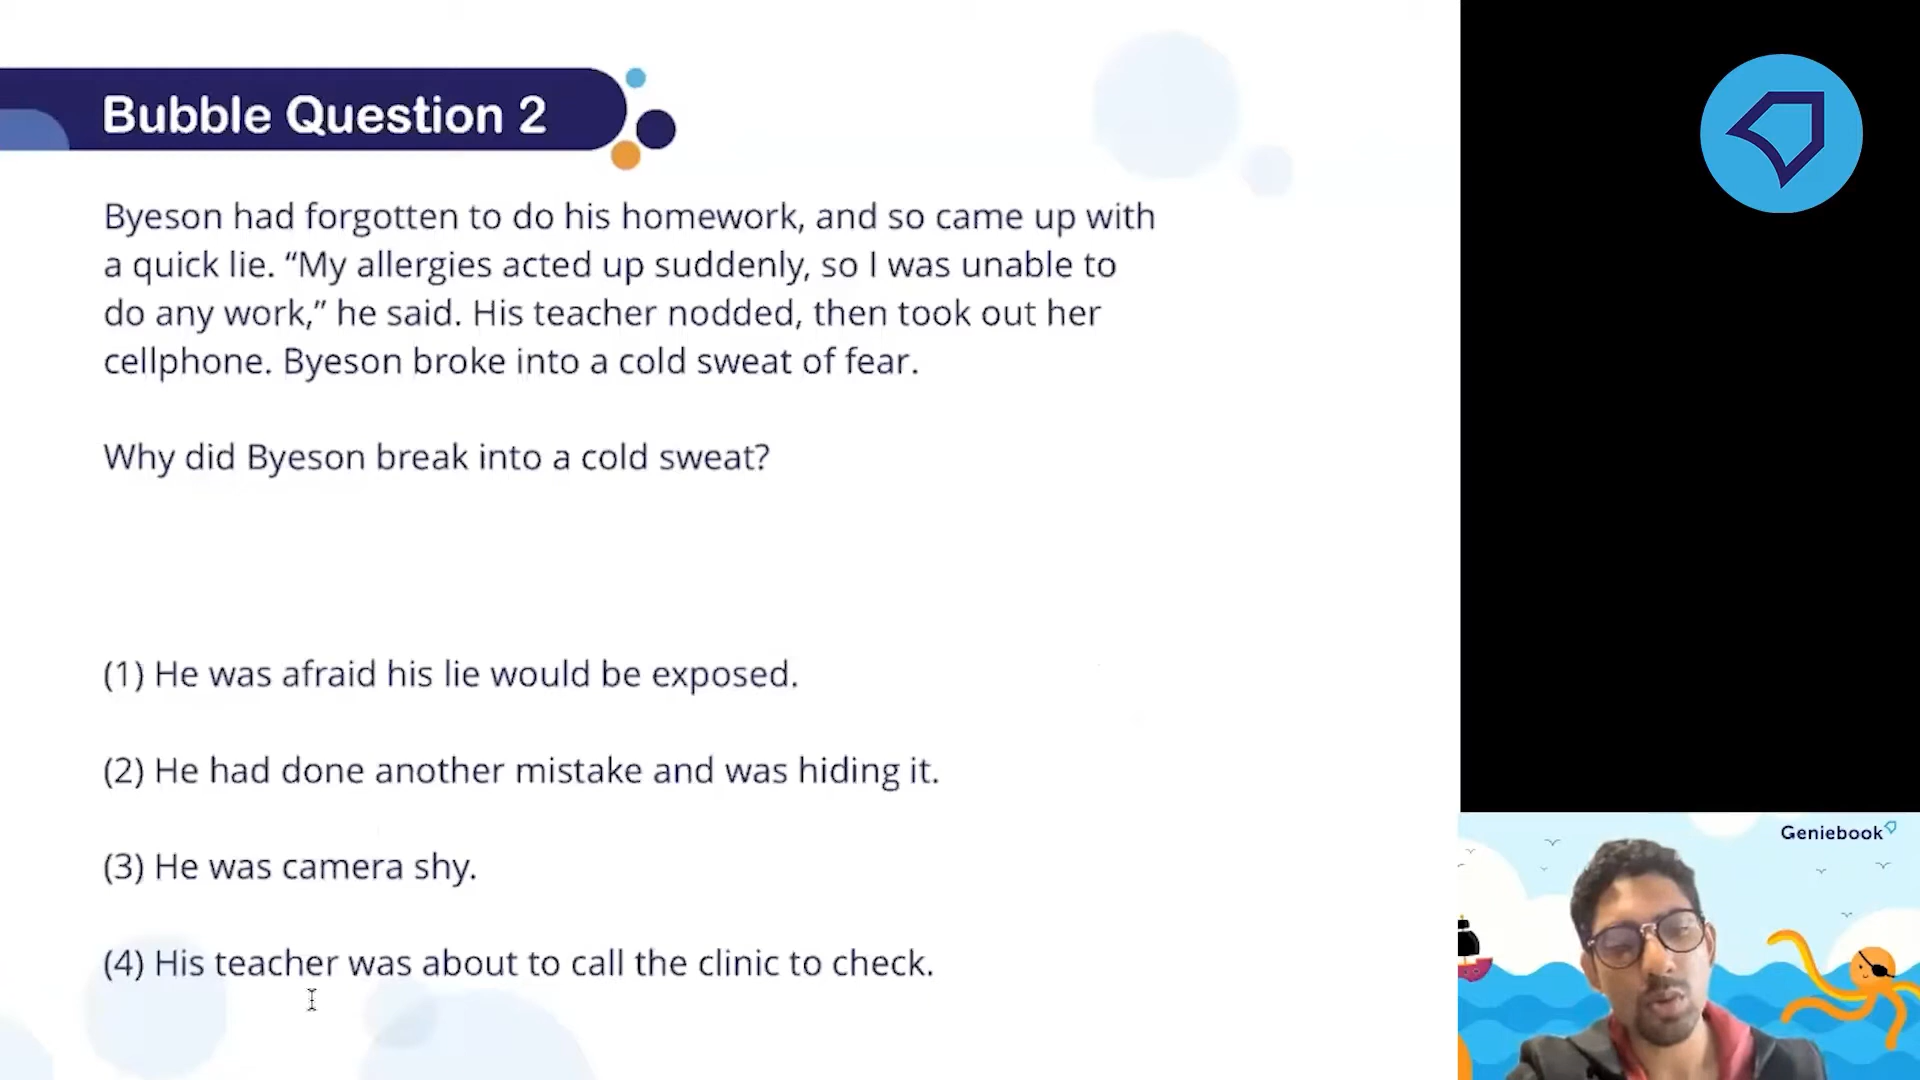 Bubble Question 2
Byeson had forgotten to do his homework, and so came up with
a quick lie. “My allergies acted up suddenly, so I was unable to
do any work,” he said. His teacher nodded, then took out her
cellphone. Byeson broke into a cold sweat of fear.
Why did Byeson break into a cold sweat?
(1) He was afraid his lie would be exposed.
(2) He had done another mistake and was hiding it.
(3) He was camera shy.
(4) His teacher was about to call the clinic to check.
Geniebook